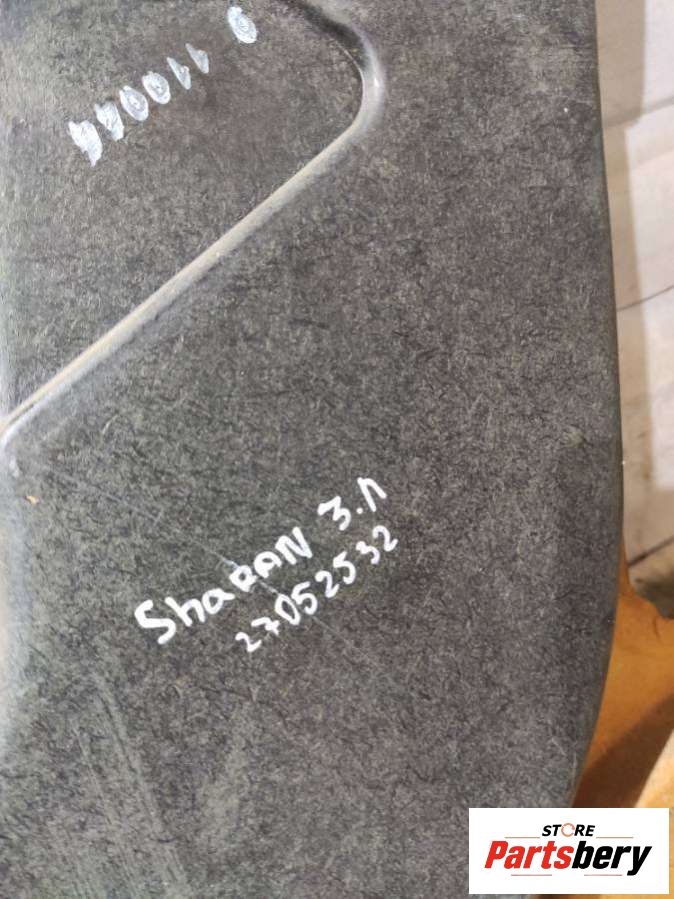 ShaRAN 3.Л
27052532
STORE
Partsbery